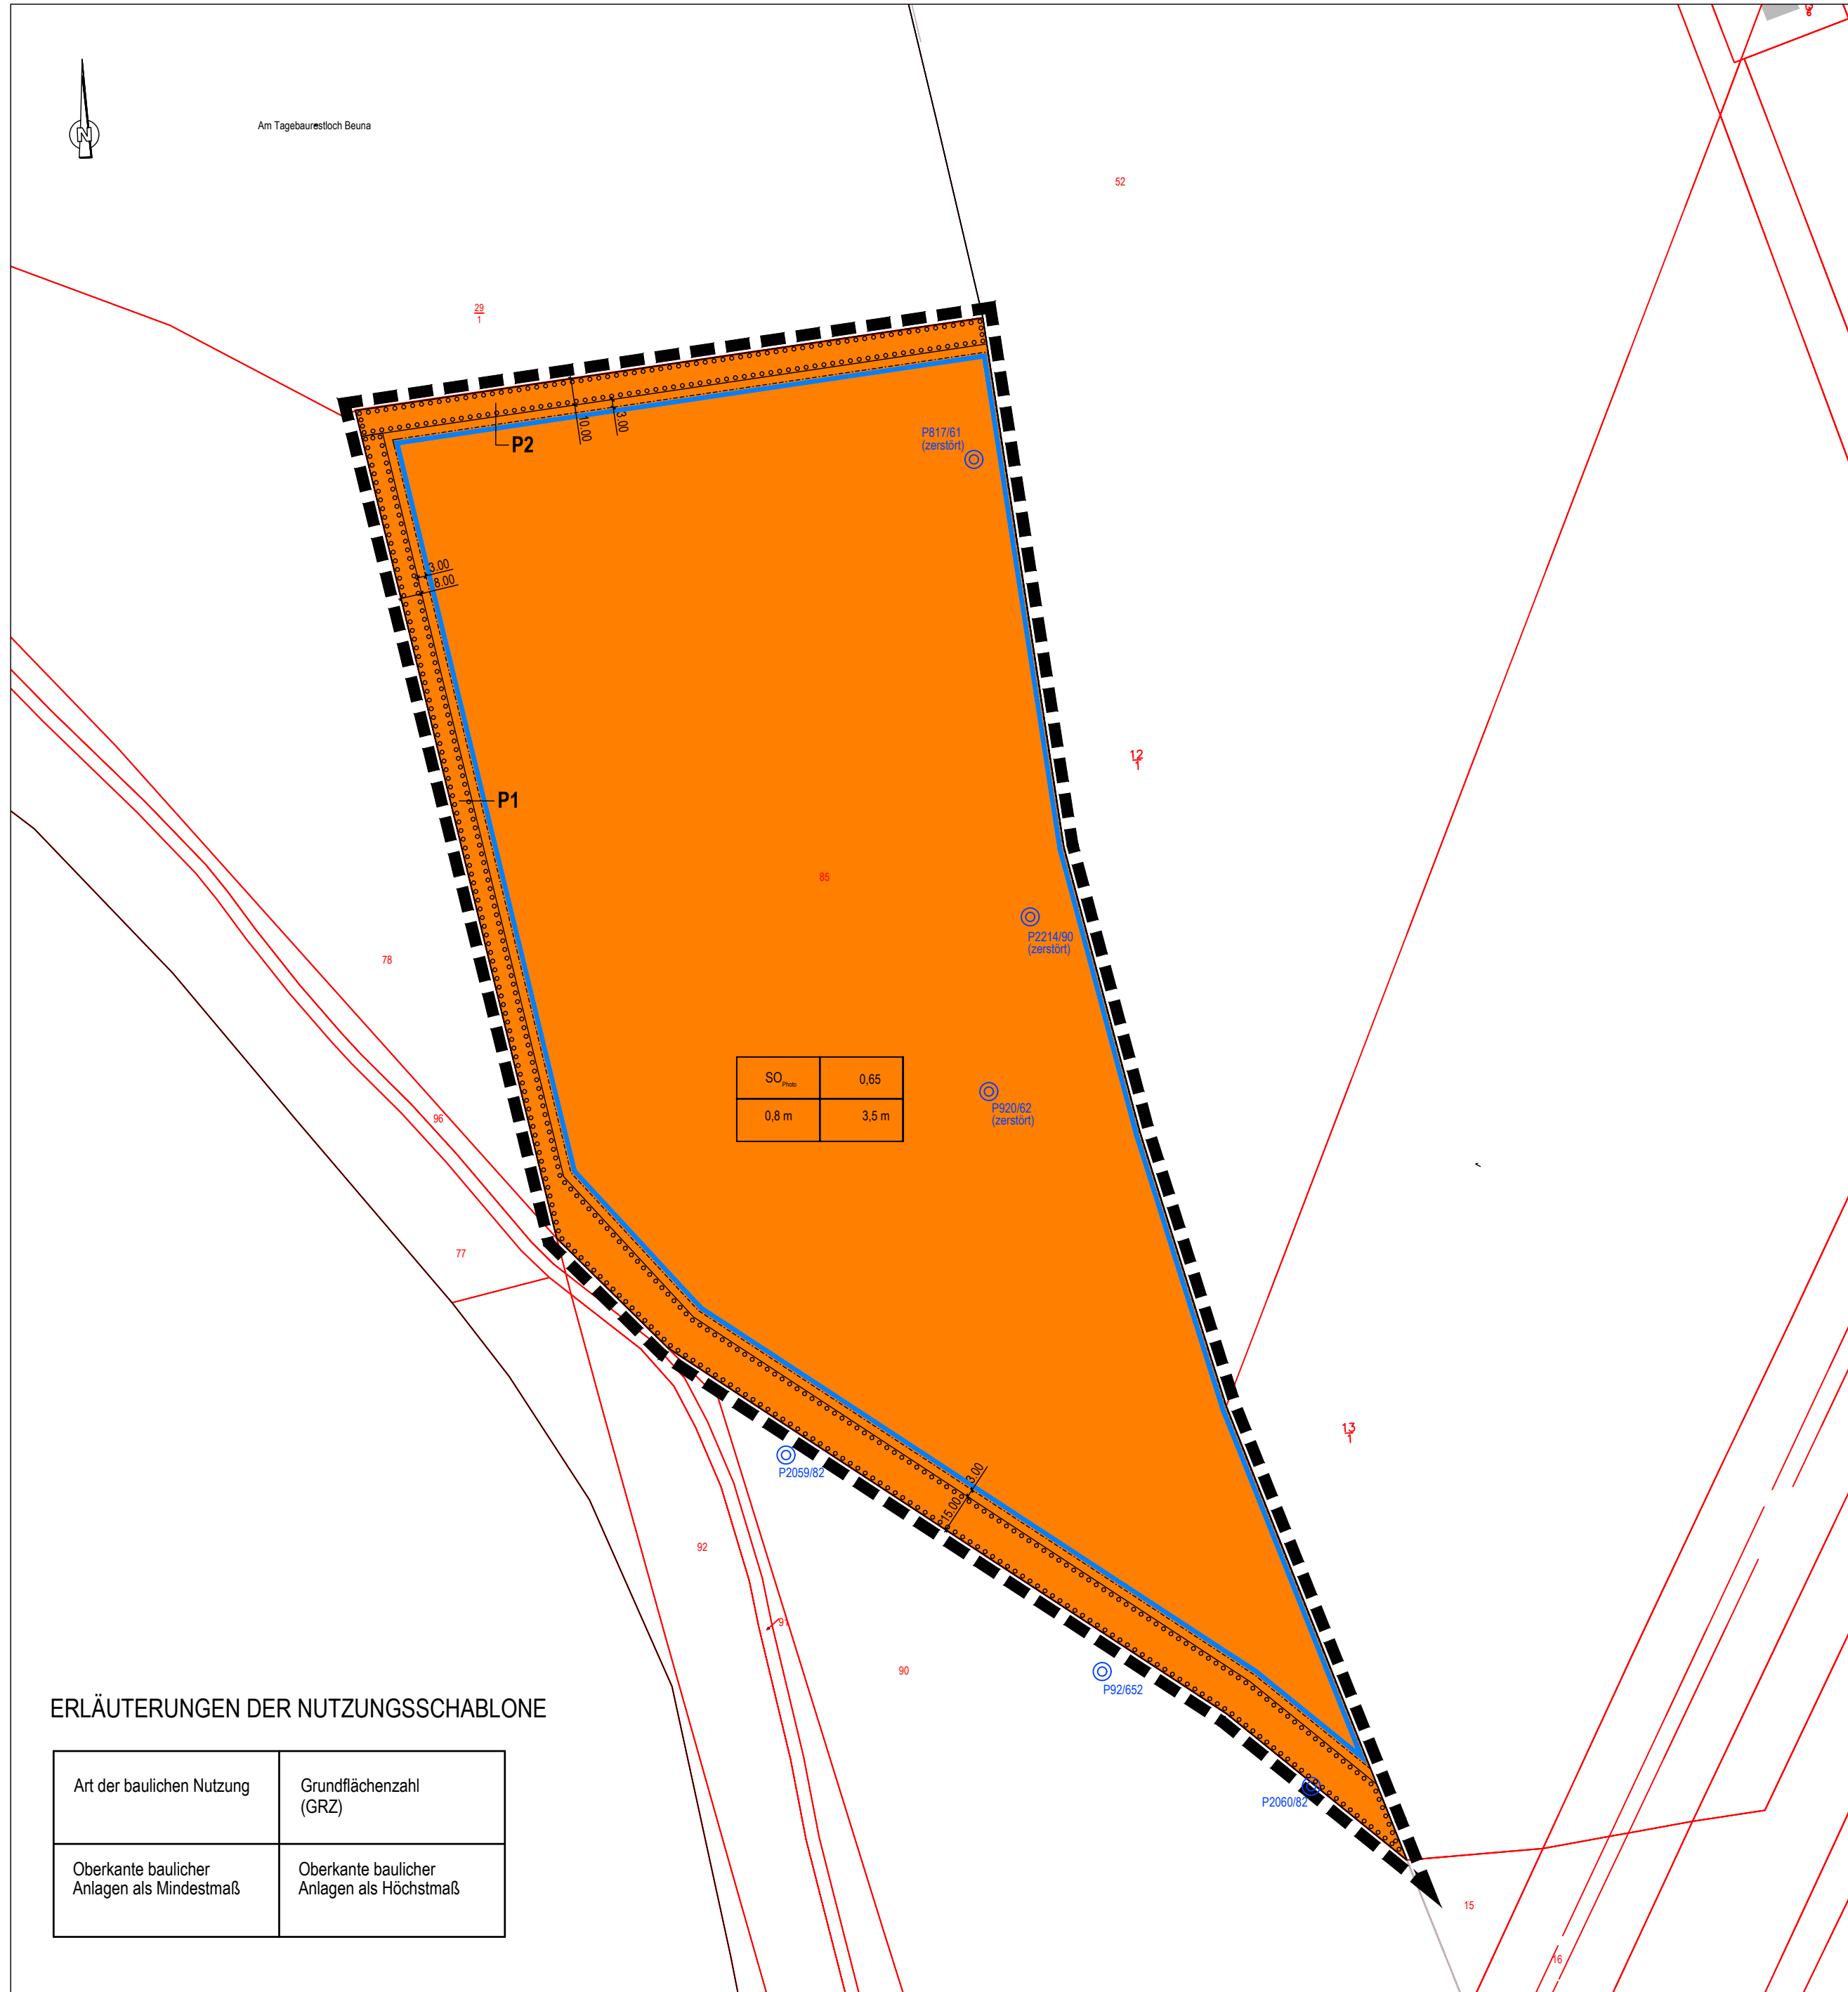 N
Am Tagebaurestloch Beuna
52
29
1
P817/61
(zerstört)
P2
10.00
3.00
3.00
8.00
12
1
P1
85
P2214/90
(zerstört)
78
SO Photo
0,65
0,8 m
3,5 m
P920/62
(zerstört)
96
77
13
1
P2059/82
3.00
15.00
92
91
90
P92/652
P2060/82
15
16
ERLÄUTERUNGEN DER NUTZUNGSSCHABLONE
Art der baulichen Nutzung
Grundflächenzahl
(GRZ)
Oberkante baulicher
Anlagen als Mindestmaß
Oberkante baulicher
Anlagen als Höchstmaß